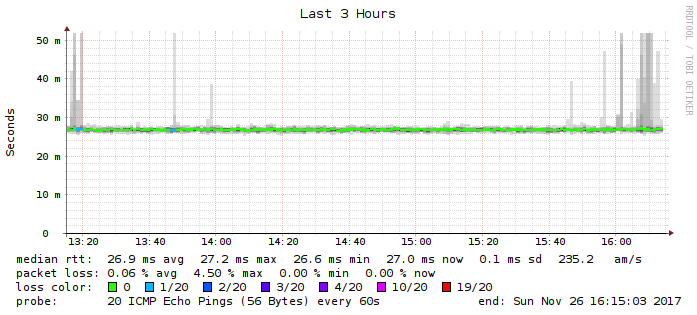 Last 3 Hours
RRDTOOL / TOBI OETIKER
Seconds
50 m
40 m
30 m
20 m
10 m
0
13:20 13:40 14:00 14:20 14:40 15:00 15:20 15:40 16:00
median rtt: 26.9 ms avg 27.2 ms max 26.6 ms min 27.0 ms now 0.1 ms sd 235.2 am/s
packet loss: 0.06 % avg 4.50 % max 0.00 % min 0.00 % now
loss color: 0 1/20 2/20 3/20 4/20 10/20 19/20
probe: 20 ICMP Echo Pings (56 Bytes) every 60s end: Sun Nov 26 16:15:03 2017